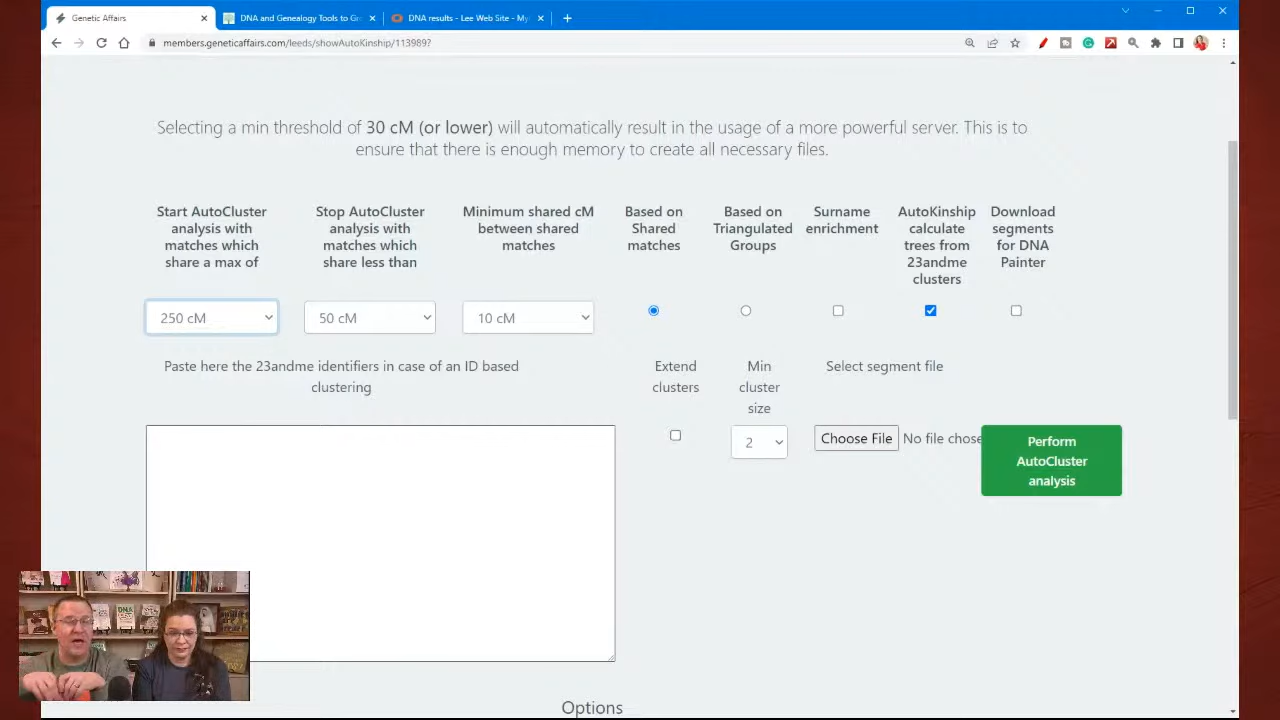 Genetic Affairs
DNA and Genealogy Tools to Gro
DNA results - Lee Web Site - My
members.geneticaffairs.com/leeds/showAutoKinship/113989?
Selecting a min threshold of 30 cM (or lower) will automatically result in the usage of a more powerful server. This is to
ensure that there is enough memory to create all necessary files.
Start AutoCluster
analysis with
matches which
share a max of
Stop AutoCluster
analysis with
matches which
share less than
Minimum shared cM
between shared
matches
Based on
Shared
matches
Based on
Triangulated
Groups
Surname
enrichment
AutoKinship
calculate
trees from
23andme
clusters
Download
segments
for DNA
Painter
250 cM
50 cM
10 cM
Paste here the 23andme identifiers in case of an ID based
clustering
Extend
clusters
Min
cluster
size
Select segment file
2
Choose File
No file chose
Perform
AutoCluster
analysis
DNA
Options